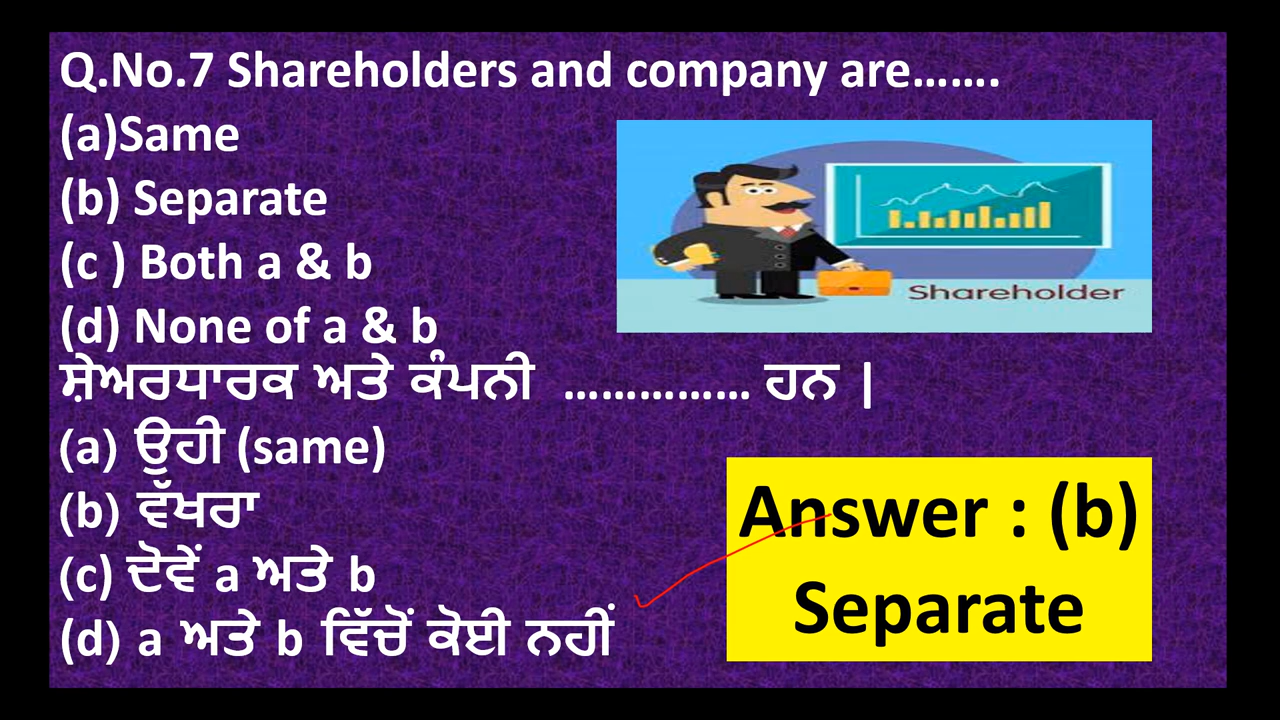 Q.No.7 Shareholders and company are…….
(a)Same
(b) Separate
(c ) Both a & b
(d) None of a & b
Shareholder
ਸ਼ੇਅਰਧਾਰਕ ਅਤੇ ਕੰਪਨੀ …………… ਹਨ |
(a) ਉਹੀ (same)
(b) ਵੱਖਰਾ
(c) ਦੋਵੇਂ a ਅਤੇ b
(d) a ਅਤੇ b ਵਿੱਚੋਂ ਕੋਈ ਨਹੀਂ
Answer : (b)
Separate